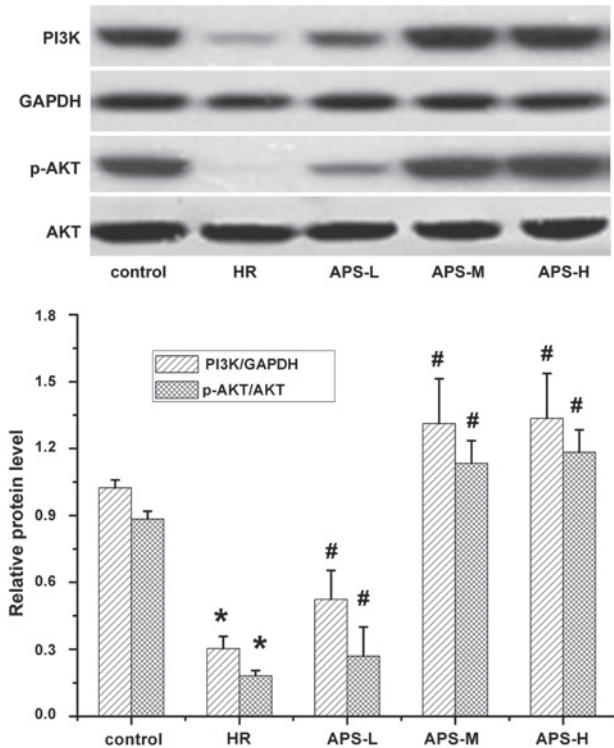 PI3K
GAPDH
p-AKT
AKT
control HR APS-L APS-M APS-H
1.8
1.5
1.2
0.9
0.6
0.3
0.0
Relative protein level
PI3K/GAPDH
p-AKT/AKT
* * # # # # # #
control HR APS-L APS-M APS-H